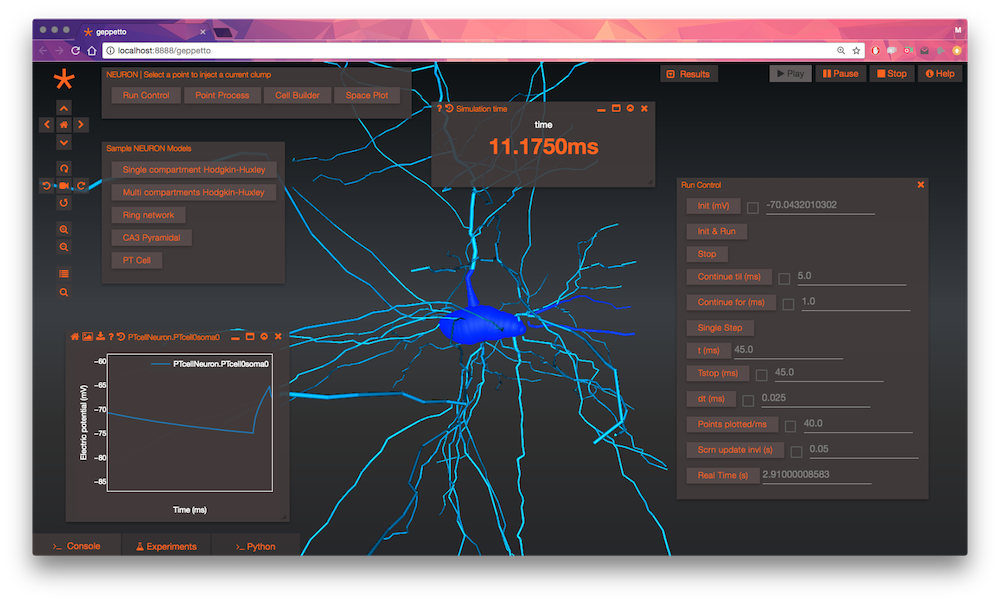 geppetto
M
localhost:8888/geppetto
NEURON | Select a point to inject a current clump
Run Control
Point Process
Cell Builder
Space Plot
Results
Play
Pause
Stop
Help
? Simulation time
time
11.1750ms
Sample NEURON Models
Single compartment Hodgkin-Huxley
Multi compartments Hodgkin-Huxley
Ring network
CA3 Pyramidal
PT Cell
Run Control
Init (mV) -70.0432010302
Init & Run
Stop
Continue til (ms) 5.0
Continue for (ms) 1.0
Single Step
t (ms) 45.0
Tstop (ms) 45.0
dt (ms) 0.025
Points plotted/ms 40.0
Scrn update invl (s) 0.05
Real Time (s) 2.91000008583
? PTcellNeuron.PTcell0soma0
PTcellNeuron.PTcell0soma0
−60
−65
−70
−75
−80
−85
Electric potential (mV)
Time (ms)
>_ Console
Experiments
>_ Python